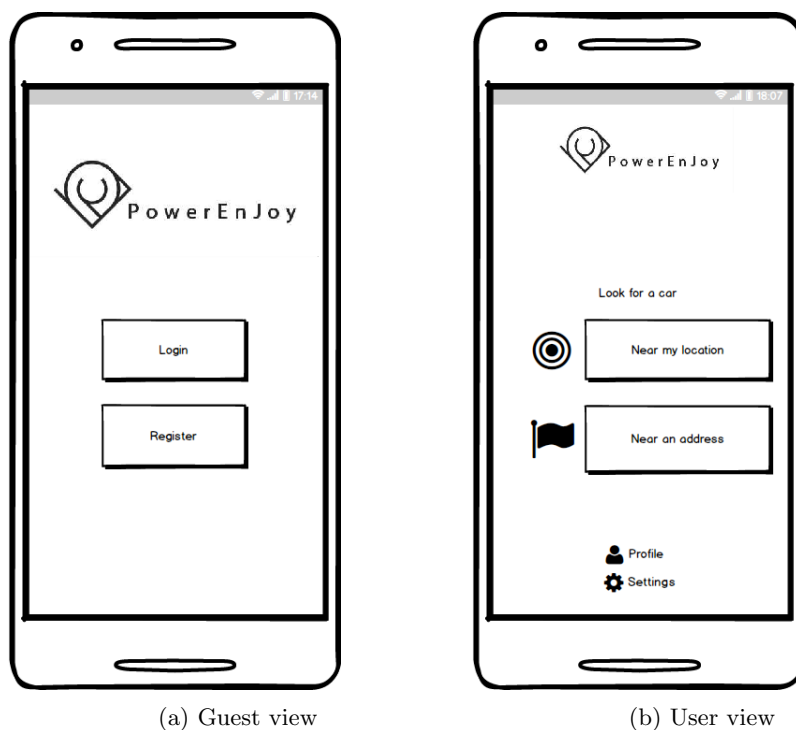 17:14
PowerEnJoy
Login
Register
(a) Guest view
18:07
PowerEnJoy
Look for a car
Near my location
Near an address
Profile
Settings
(b) User view